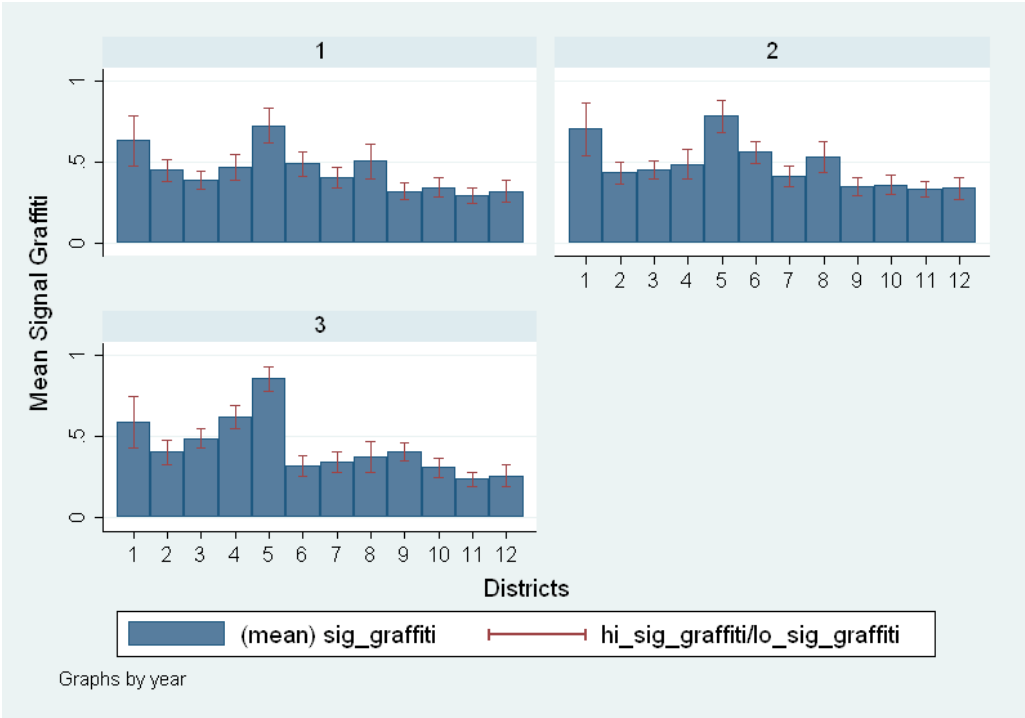 1
2
1
.5
0
1 2 3 4 5 6 7 8 9 10 11 12
Mean Signal Graffiti
3
1
.5
0
1 2 3 4 5 6 7 8 9 10 11 12
Districts
(mean) sig_graffiti
hi_sig_graffiti/lo_sig_graffiti
Graphs by year